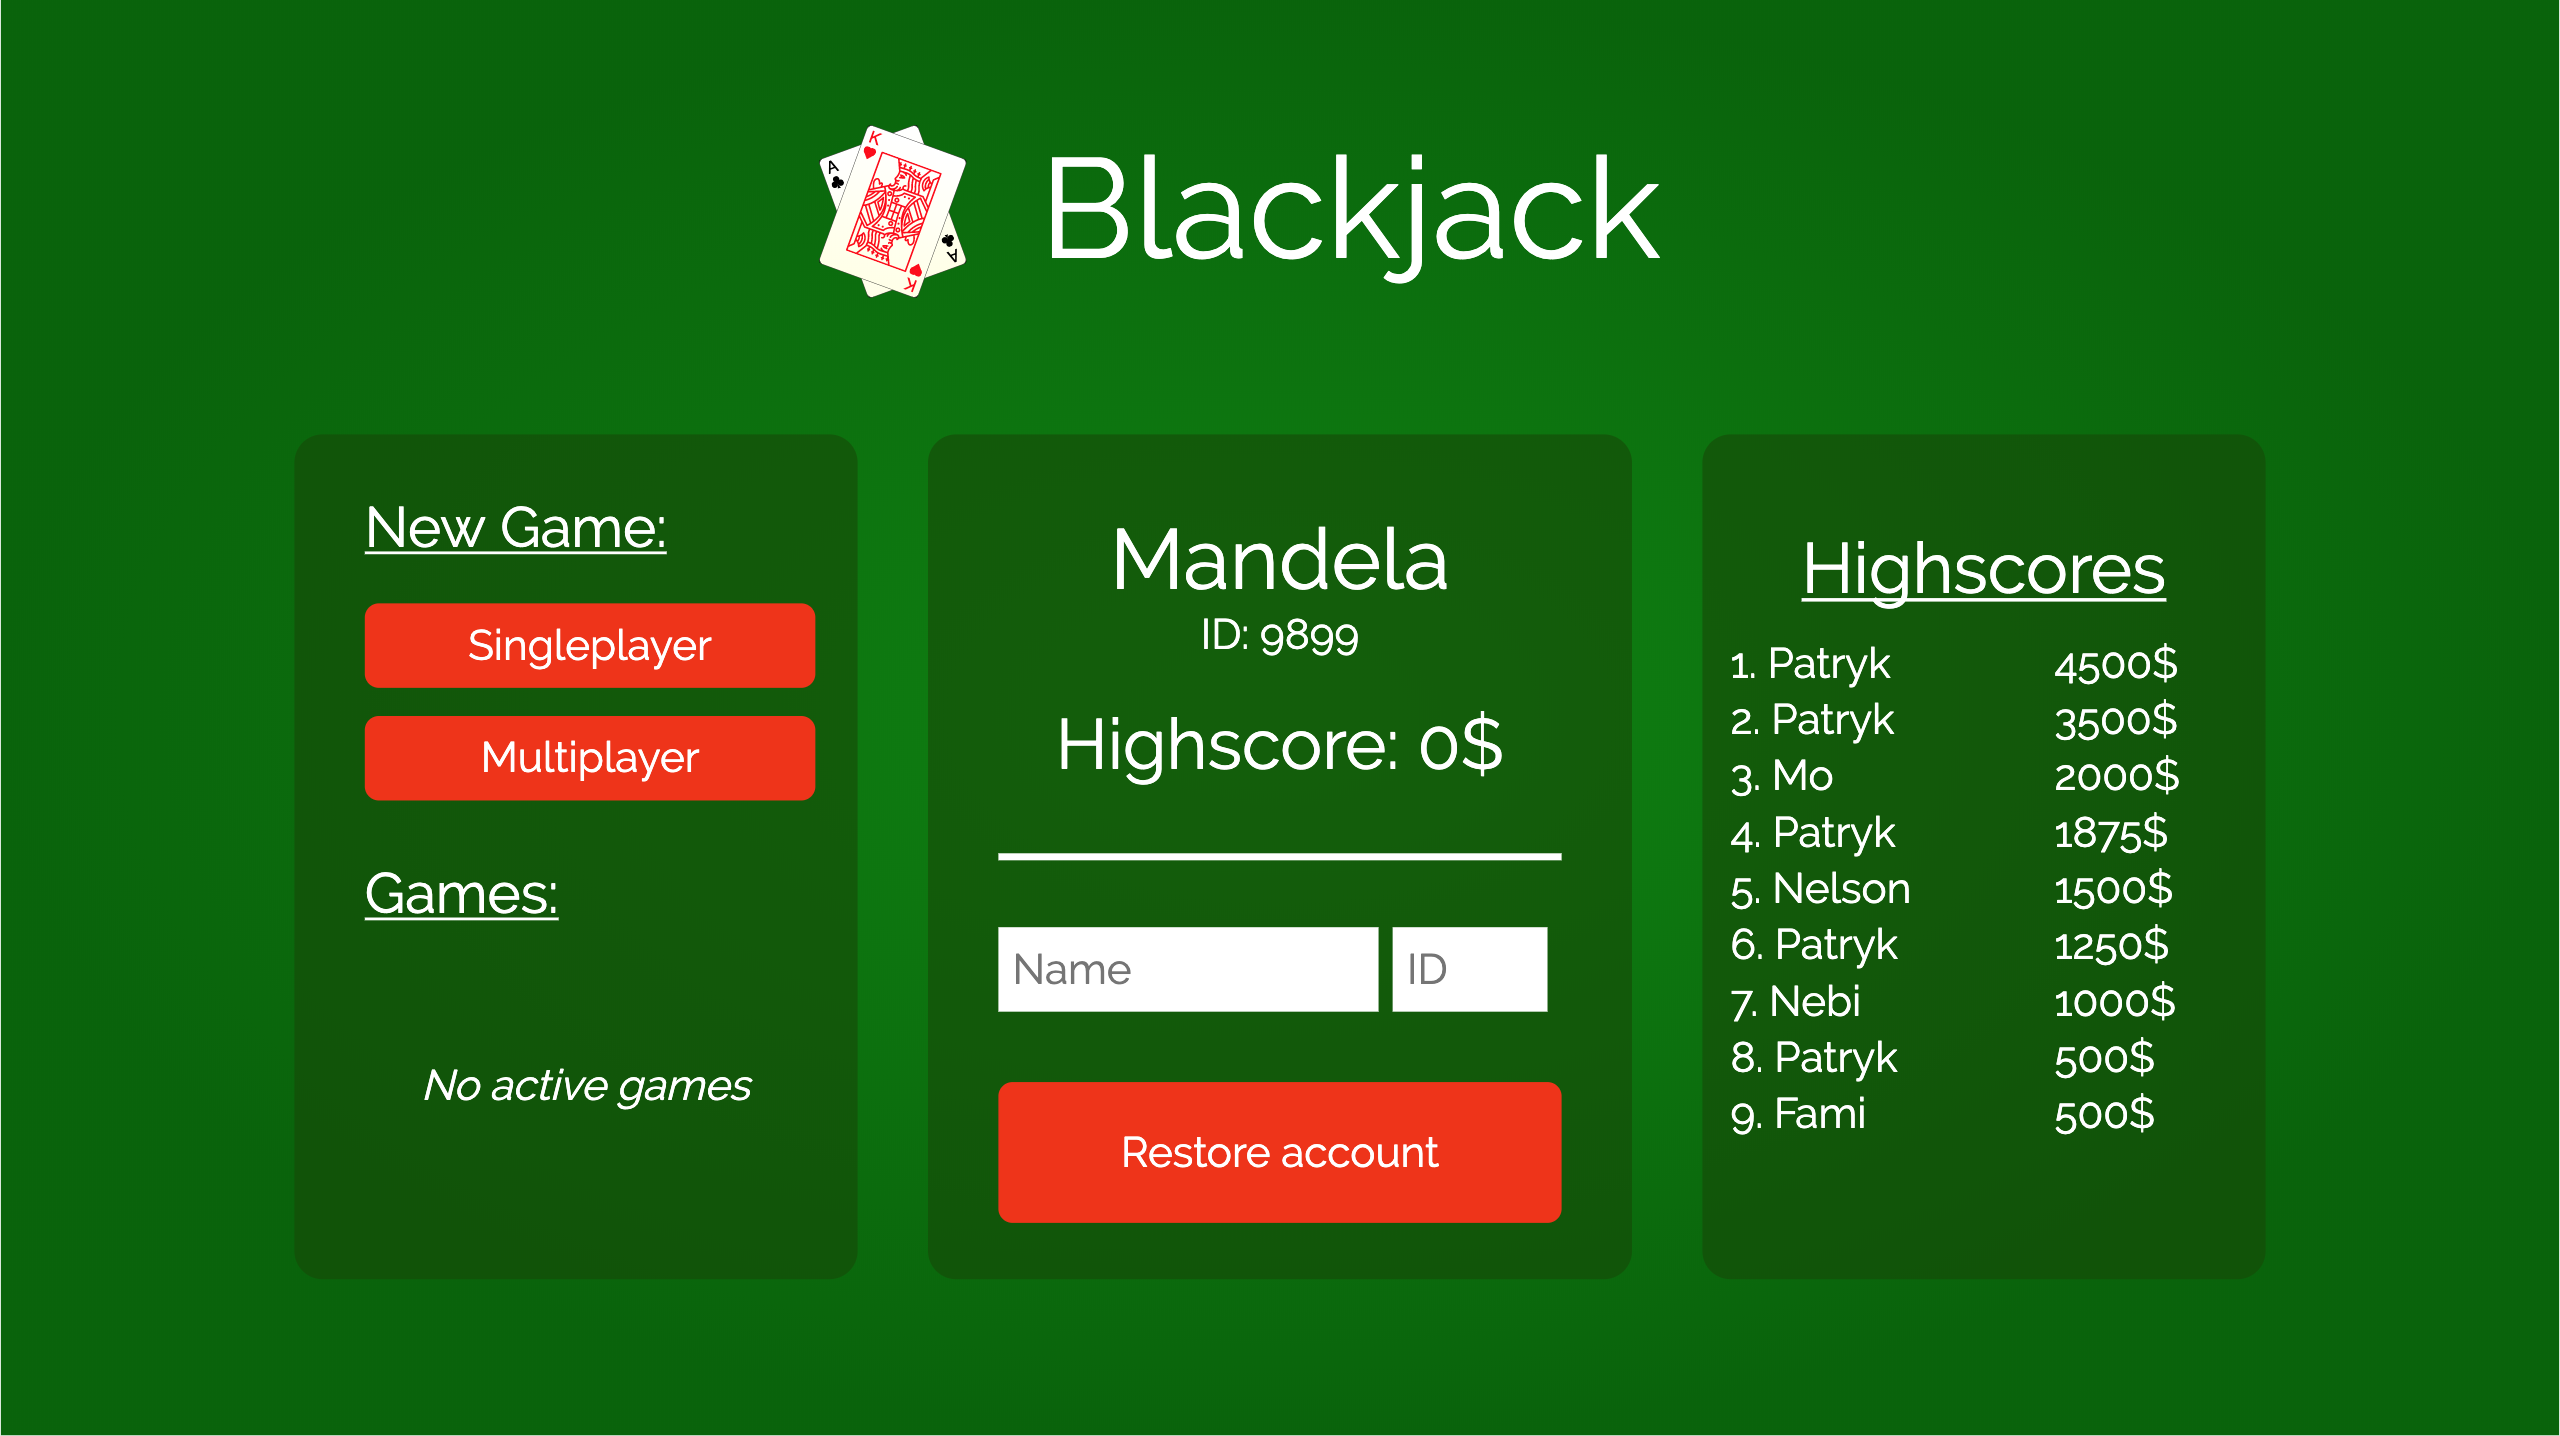 K
A
A
K
Blackjack
New Game:
Singleplayer
Multiplayer
Games:
No active games
Mandela
ID: 9899
Highscore: 0$
Name
ID
Restore account
Highscores
1. Patryk 4500$
2. Patryk 3500$
3. Mo 2000$
4. Patryk 1875$
5. Nelson 1500$
6. Patryk 1250$
7. Nebi 1000$
8. Patryk 500$
9. Fami 500$